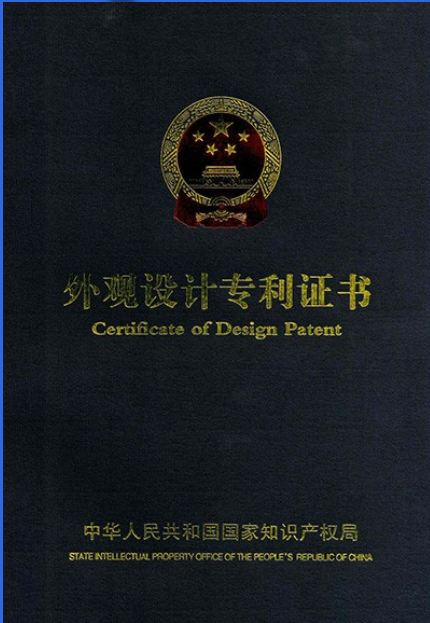 外观设计专利证书
Certificate of Design Patent
中华人民共和国国家知识产权局
STATE INTELLECTUAL PROPERTY OFFICE OF THE PEOPLE'S REPUBLIC OF CHINA